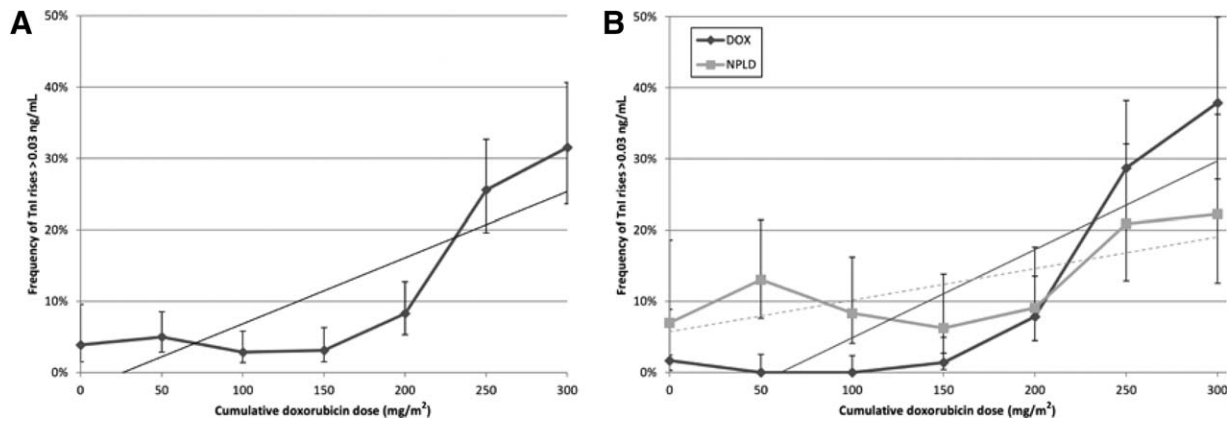 A
Frequency of TnI rises >0.03 ng/mL
50%
40%
30%
20%
10%
0%
0 50 100 150 200 250 300
Cumulative doxorubicin dose (mg/m²)
B
DOX
NPLD
Frequency of TnI rises >0.03 ng/mL
50%
40%
30%
20%
10%
0%
0 50 100 150 200 250 300
Cumulative doxorubicin dose (mg/m²)